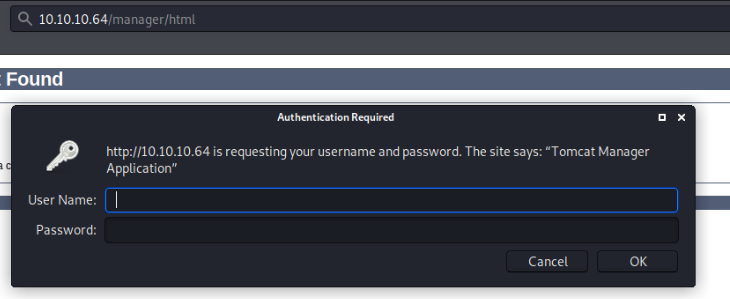 10.10.10.64/manager/html
Found
Authentication Required
http://10.10.10.64 is requesting your username and password. The site says: “Tomcat Manager
Application”
User Name:
Password:
Cancel
OK